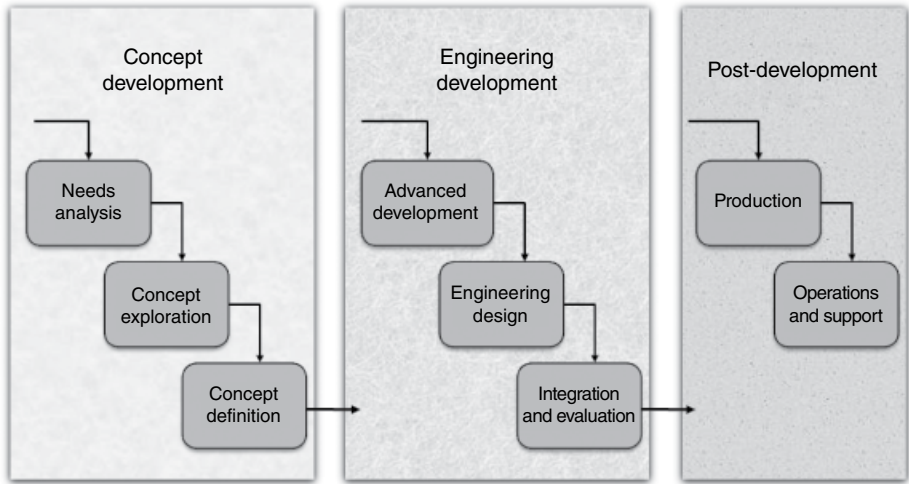 Concept
development
Needs
analysis
Concept
exploration
Concept
definition
Engineering
development
Advanced
development
Engineering
design
Integration
and evaluation
Post-development
Production
Operations
and support